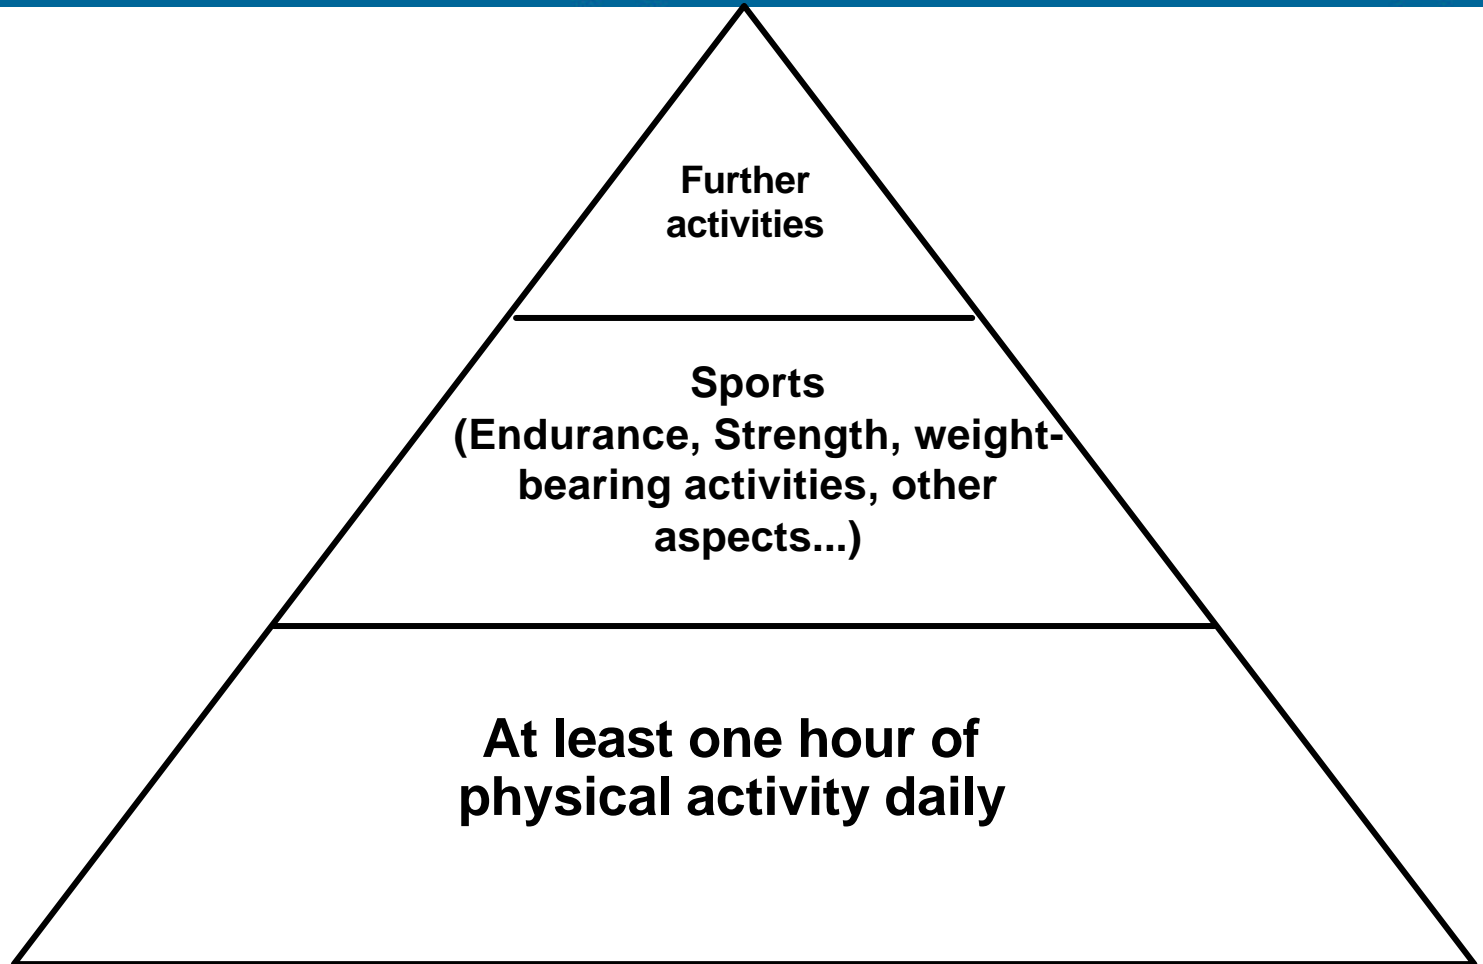 Further
activities
Sports
(Endurance, Strength, weight-
bearing activities, other
aspects...)
At least one hour of
physical activity daily